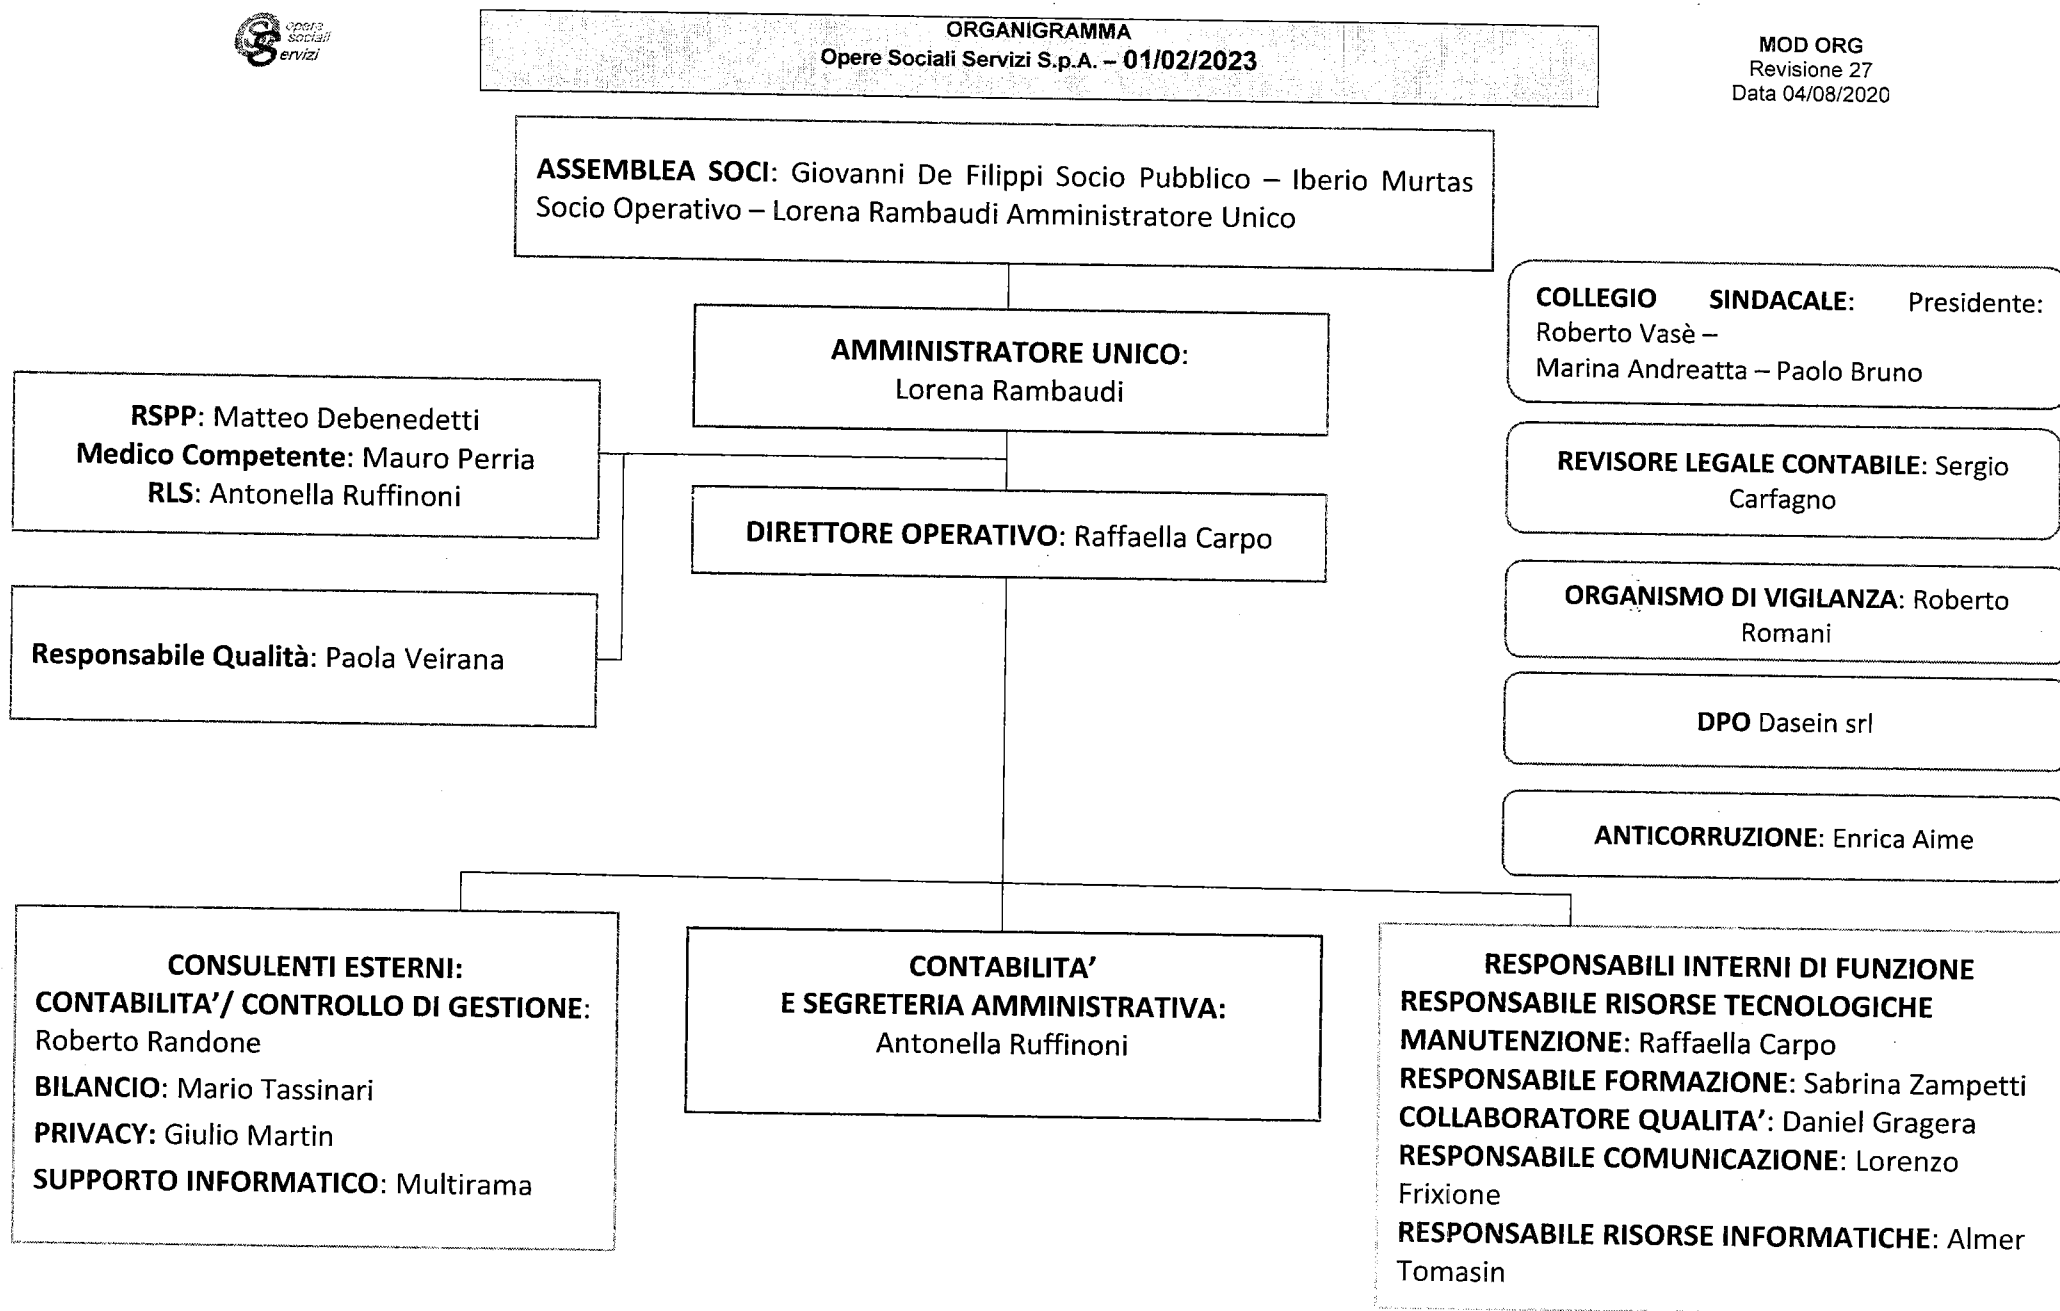 opere
sociali
Servizi
ORGANIGRAMMA
Opere Sociali Servizi S.p.A. – 01/02/2023
MOD ORG
Revisione 27
Data 04/08/2020
ASSEMBLEA SOCI: Giovanni De Filippi Socio Pubblico – Iberio Murtas
Socio Operativo – Lorena Rambaudi Amministratore Unico
AMMINISTRATORE UNICO:
Lorena Rambaudi
COLLEGIO SINDACALE: Presidente:
Roberto Vasè –
Marina Andreatta – Paolo Bruno
RSPP: Matteo Debenedetti
Medico Competente: Mauro Perria
RLS: Antonella Ruffinoni
REVISORE LEGALE CONTABILE: Sergio
Carfagno
DIRETTORE OPERATIVO: Raffaella Carpo
ORGANISMO DI VIGILANZA: Roberto
Romani
Responsabile Qualità: Paola Veirana
DPO Dasein srl
ANTICORRUZIONE: Enrica Aime
CONSULENTI ESTERNI:
CONTABILITA'/ CONTROLLO DI GESTIONE:
Roberto Randone
BILANCIO: Mario Tassinari
PRIVACY: Giulio Martin
SUPPORTO INFORMATICO: Multirama
CONTABILITA'
E SEGRETERIA AMMINISTRATIVA:
Antonella Ruffinoni
RESPONSABILI INTERNI DI FUNZIONE
RESPONSABILE RISORSE TECNOLOGICHE
MANUTENZIONE: Raffaella Carpo
RESPONSABILE FORMAZIONE: Sabrina Zampetti
COLLABORATORE QUALITA': Daniel Gragera
RESPONSABILE COMUNICAZIONE: Lorenzo
Frixione
RESPONSABILE RISORSE INFORMATICHE: Almer
Tomasin